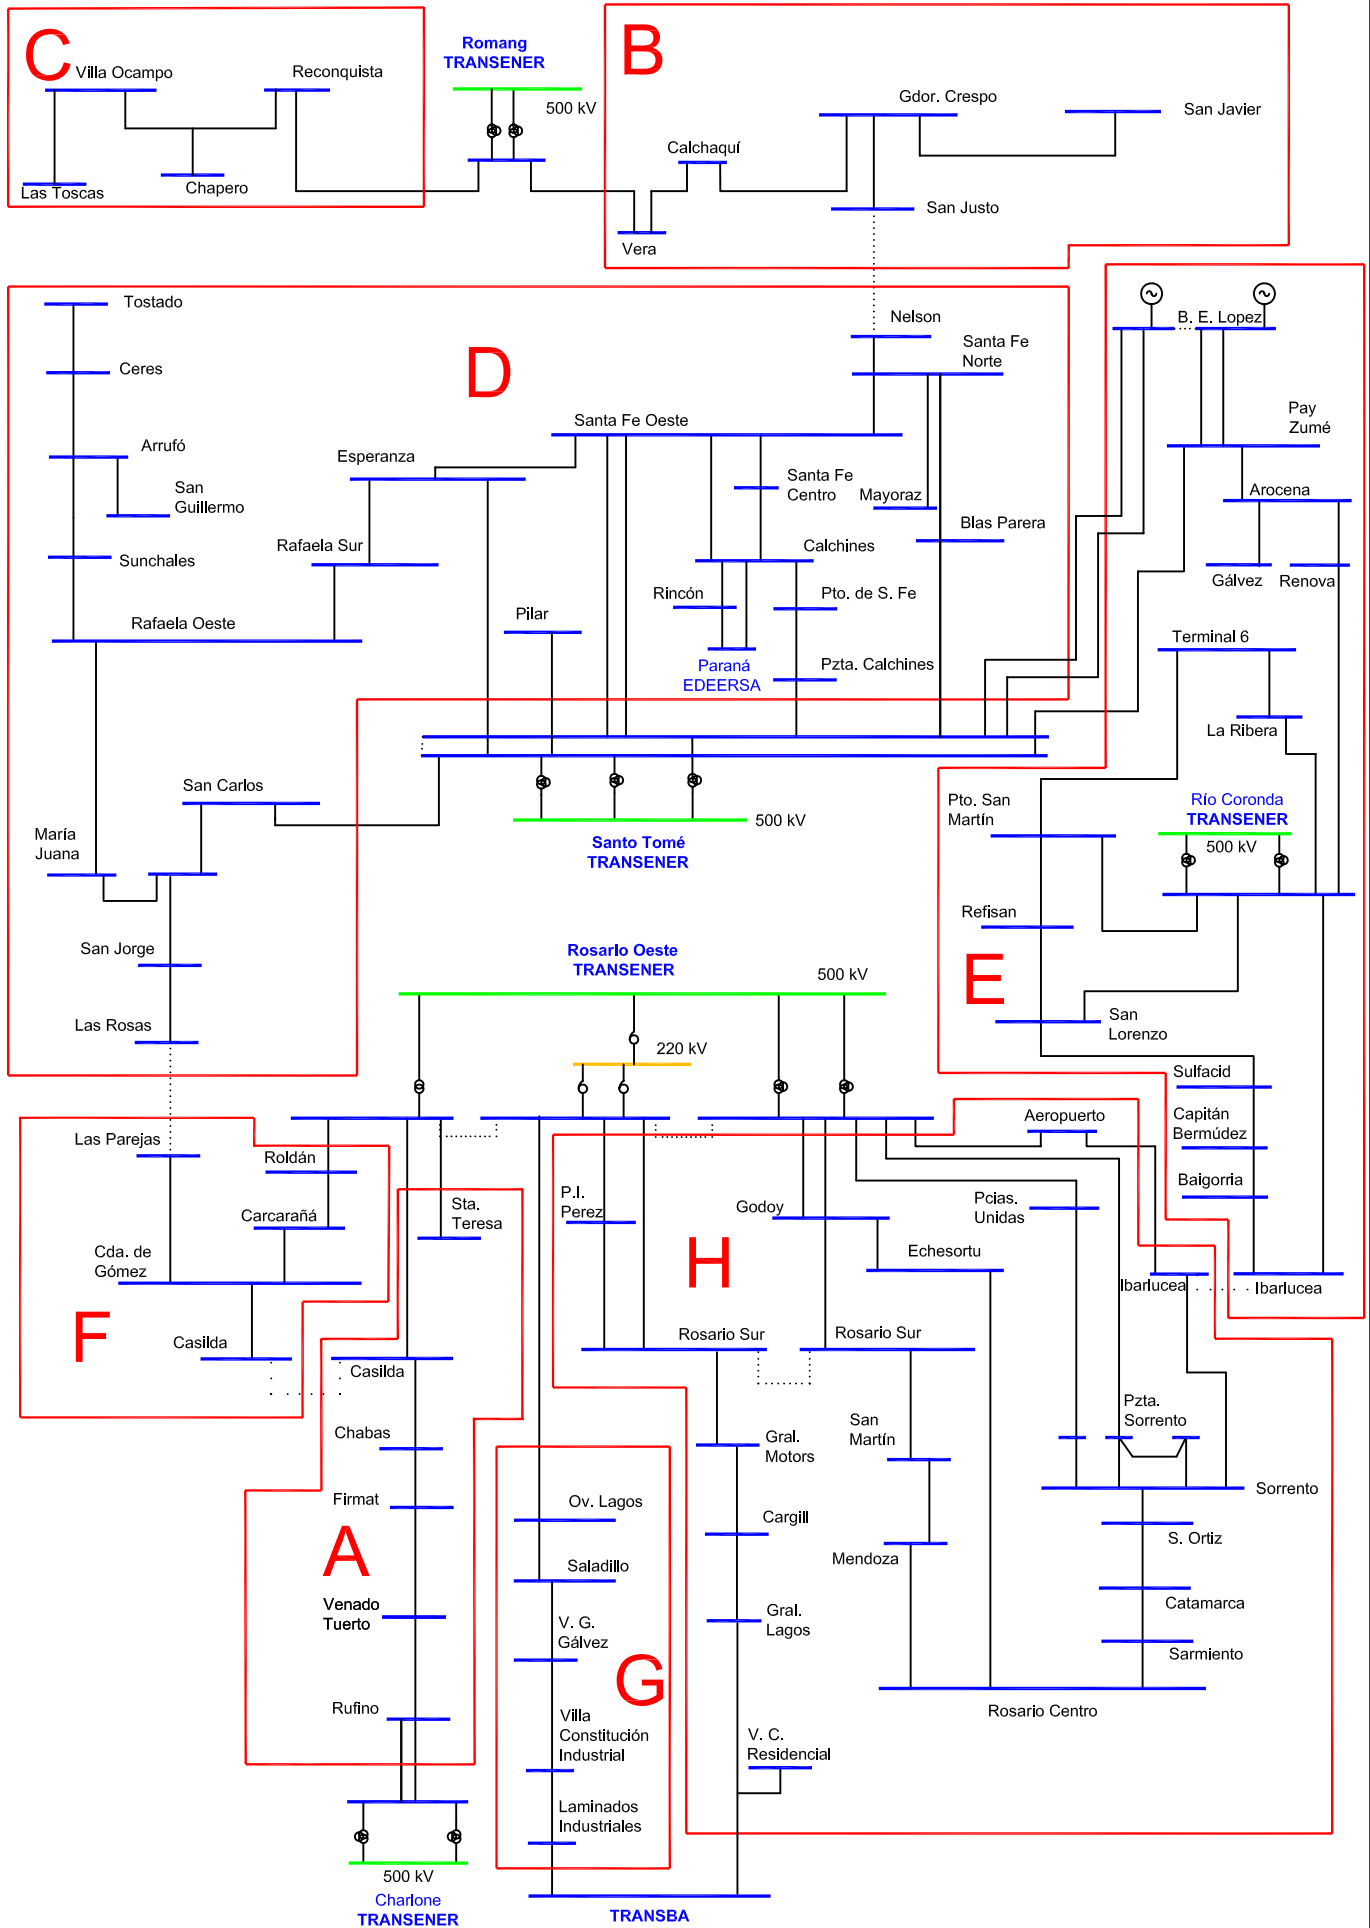 C
Villa Ocampo
Reconquista
Las Toscas
Chapero
Romang
TRANSENER
500 kV
B
Gdor. Crespo
San Javier
Calchaquí
San Justo
Vera
Tostado
Ceres
Arrufó
San
Guillermo
Sunchales
Rafaela Oeste
D
Esperanza
Rafaela Sur
Santa Fe Oeste
Nelson
Santa Fe
Norte
Santa Fe
Centro
Mayoraz
Blas Parera
Calchines
Rincón
Pto. de S. Fe
Pilar
Paraná
EDEERSA
Pzta. Calchines
B. E. Lopez
Pay
Zumé
Arocena
Gálvez
Renova
Terminal 6
La Ribera
San Carlos
María
Juana
500 kV
Santo Tomé
TRANSENER
Pto. San
Martín
Río Coronda
TRANSENER
500 kV
Refisan
E
San
Lorenzo
San Jorge
Las Rosas
Rosario Oeste
TRANSENER
500 kV
220 kV
Sulfacid
Capitán
Bermúdez
Baigorria
Ibarlucea
Ibarlucea
Las Parejas
Roldán
Carcarañá
Cda. de
Gómez
F
Casilda
Sta.
Teresa
Casilda
Chabas
Firmat
A
Venado
Tuerto
Rufino
500 kV
Charlone
TRANSENER
P.I.
Perez
H
Godoy
Aeropuerto
Pcias.
Unidas
Echesortu
Rosario Sur
Rosario Sur
Gral.
Motors
San
Martín
Pzta.
Sorrento
Sorrento
Cargill
Mendoza
S. Ortiz
Gral.
Lagos
Catamarca
Sarmiento
Rosario Centro
V. C.
Residencial
Ov. Lagos
Saladillo
V. G.
Gálvez
G
Villa
Constitución
Industrial
Laminados
Industriales
TRANSBA